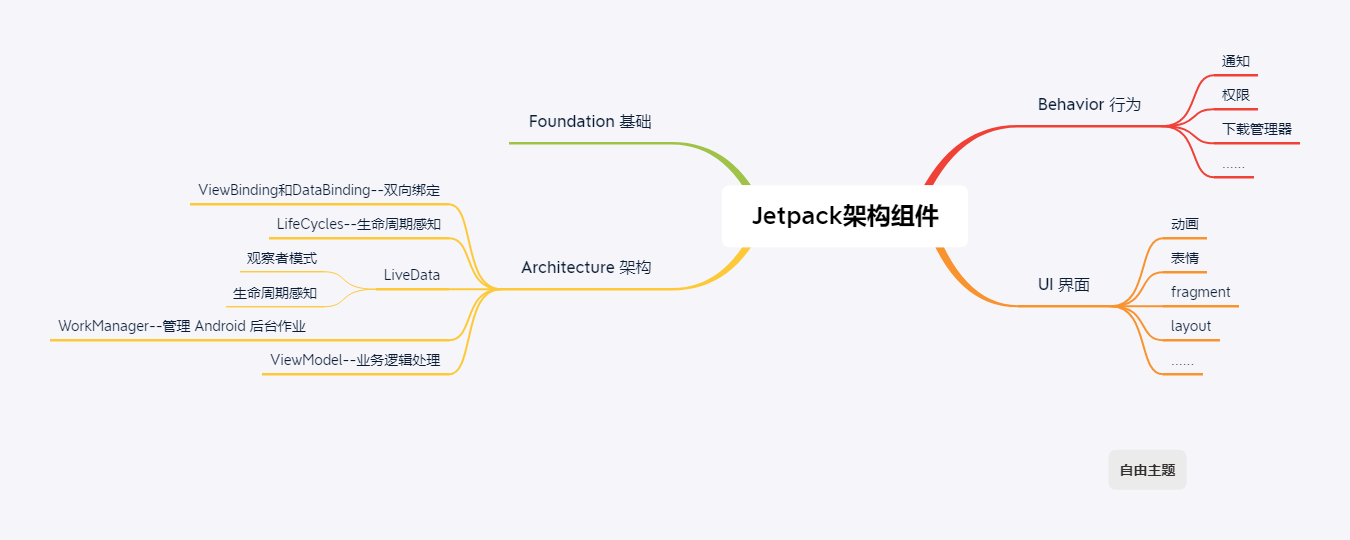 Jetpack架构组件
Behavior 行为
通知
权限
下载管理器
......
UI 界面
动画
表情
fragment
layout
......
Foundation 基础
Architecture 架构
ViewBinding和DataBinding--双向绑定
LifeCycles--生命周期感知
LiveData
观察者模式
生命周期感知
WorkManager--管理 Android 后台作业
ViewModel--业务逻辑处理
自由主题